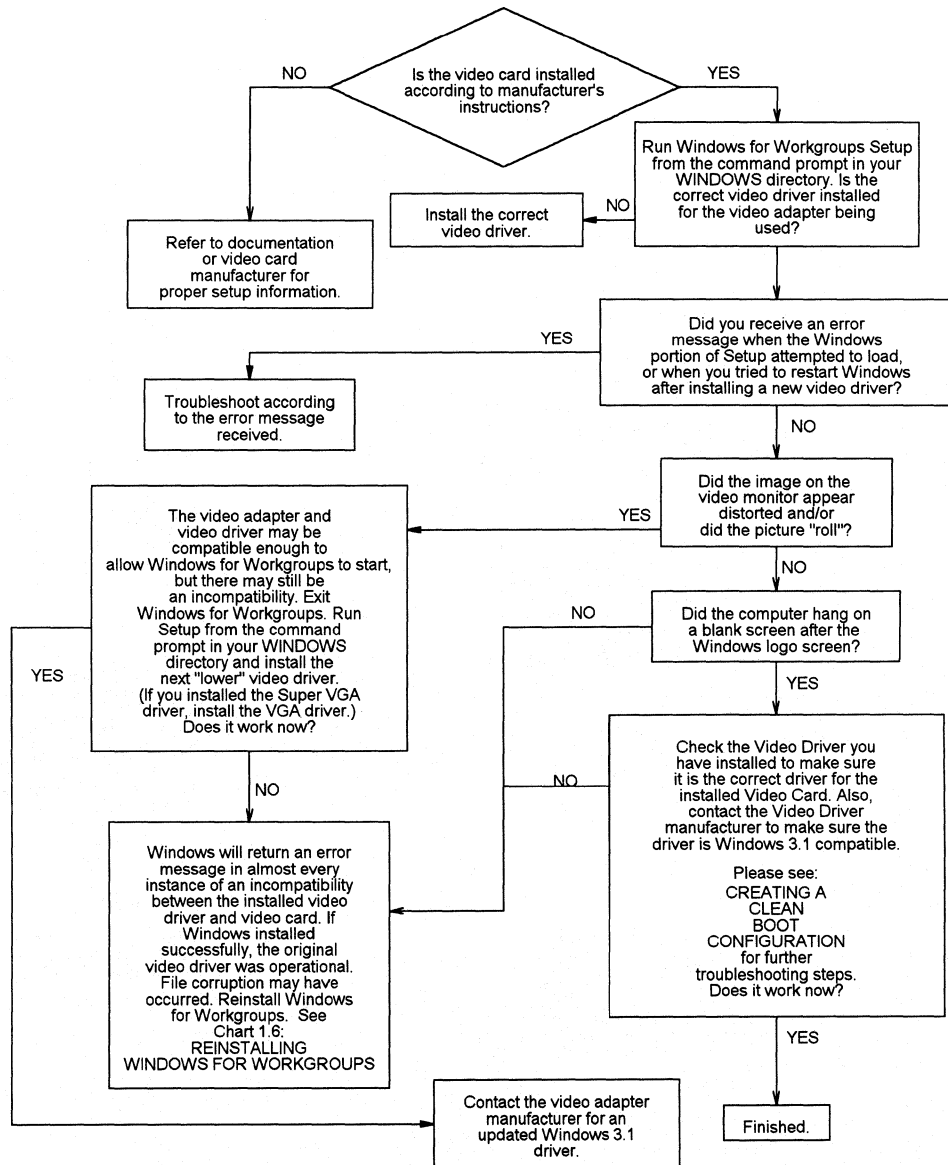 Is the video card installed
according to manufacturer's
instructions?
NO
YES
Run Windows for Workgroups Setup
from the command prompt in your
WINDOWS directory. Is the
correct video driver installed
for the video adapter being
used?
NO
Install the correct
video driver.
Refer to documentation
or video card
manufacturer for
proper setup information.
Did you receive an error
message when the Windows
portion of Setup attempted to load,
or when you tried to restart Windows
after installing a new video driver?
YES
Troubleshoot according
to the error message
received.
NO
Did the image on the
video monitor appear
distorted and/or
did the picture "roll"?
YES
The video adapter and
video driver may be
compatible enough to
allow Windows for Workgroups to start,
but there may still be
an incompatibility. Exit
Windows for Workgroups. Run
Setup from the command
prompt in your WINDOWS
directory and install the
next "lower" video driver.
(If you installed the Super VGA
driver, install the VGA driver.)
Does it work now?
NO
Did the computer hang on
a blank screen after the
Windows logo screen?
NO
YES
YES
Check the Video Driver you
have installed to make sure
it is the correct driver for the
installed Video Card. Also,
contact the Video Driver
manufacturer to make sure the
driver is Windows 3.1 compatible.
Please see:
CREATING A
CLEAN
BOOT
CONFIGURATION
for further
troubleshooting steps.
Does it work now?
NO
NO
Windows will return an error
message in almost every
instance of an incompatibility
between the installed video
driver and video card. If
Windows installed
successfully, the original
video driver was operational.
File corruption may have
occurred. Reinstall Windows
for Workgroups. See
Chart 1.6:
REINSTALLING
WINDOWS FOR WORKGROUPS
YES
Contact the video adapter
manufacturer for an
updated Windows 3.1
driver.
Finished.